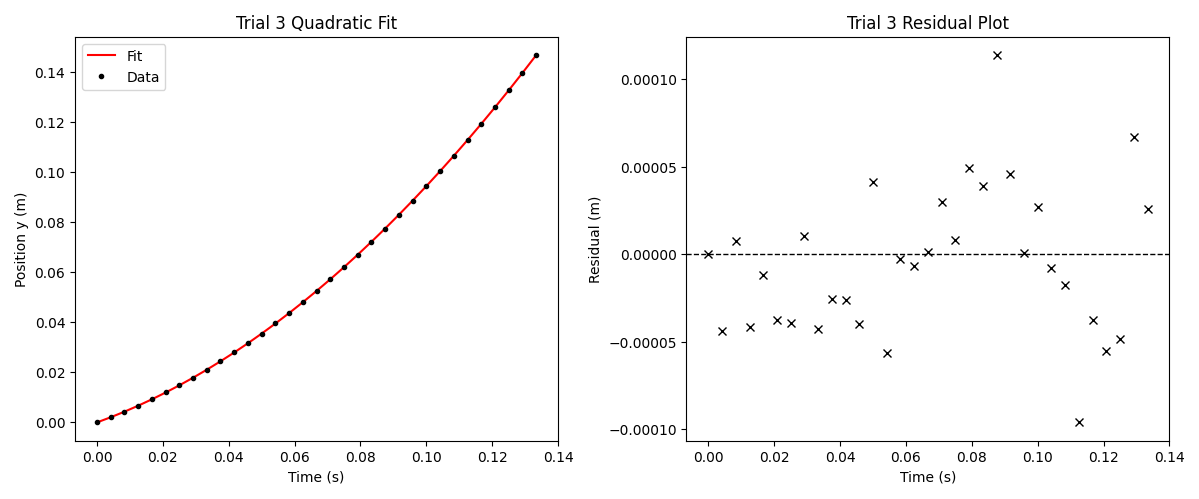 Trial 3 Quadratic Fit
Fit
Data
Position y (m)
0.14
0.12
0.10
0.08
0.06
0.04
0.02
0.00
0.00 0.02 0.04 0.06 0.08 0.10 0.12 0.14
Time (s)
Trial 3 Residual Plot
Residual (m)
0.00010
0.00005
0.00000
−0.00005
−0.00010
0.00 0.02 0.04 0.06 0.08 0.10 0.12 0.14
Time (s)